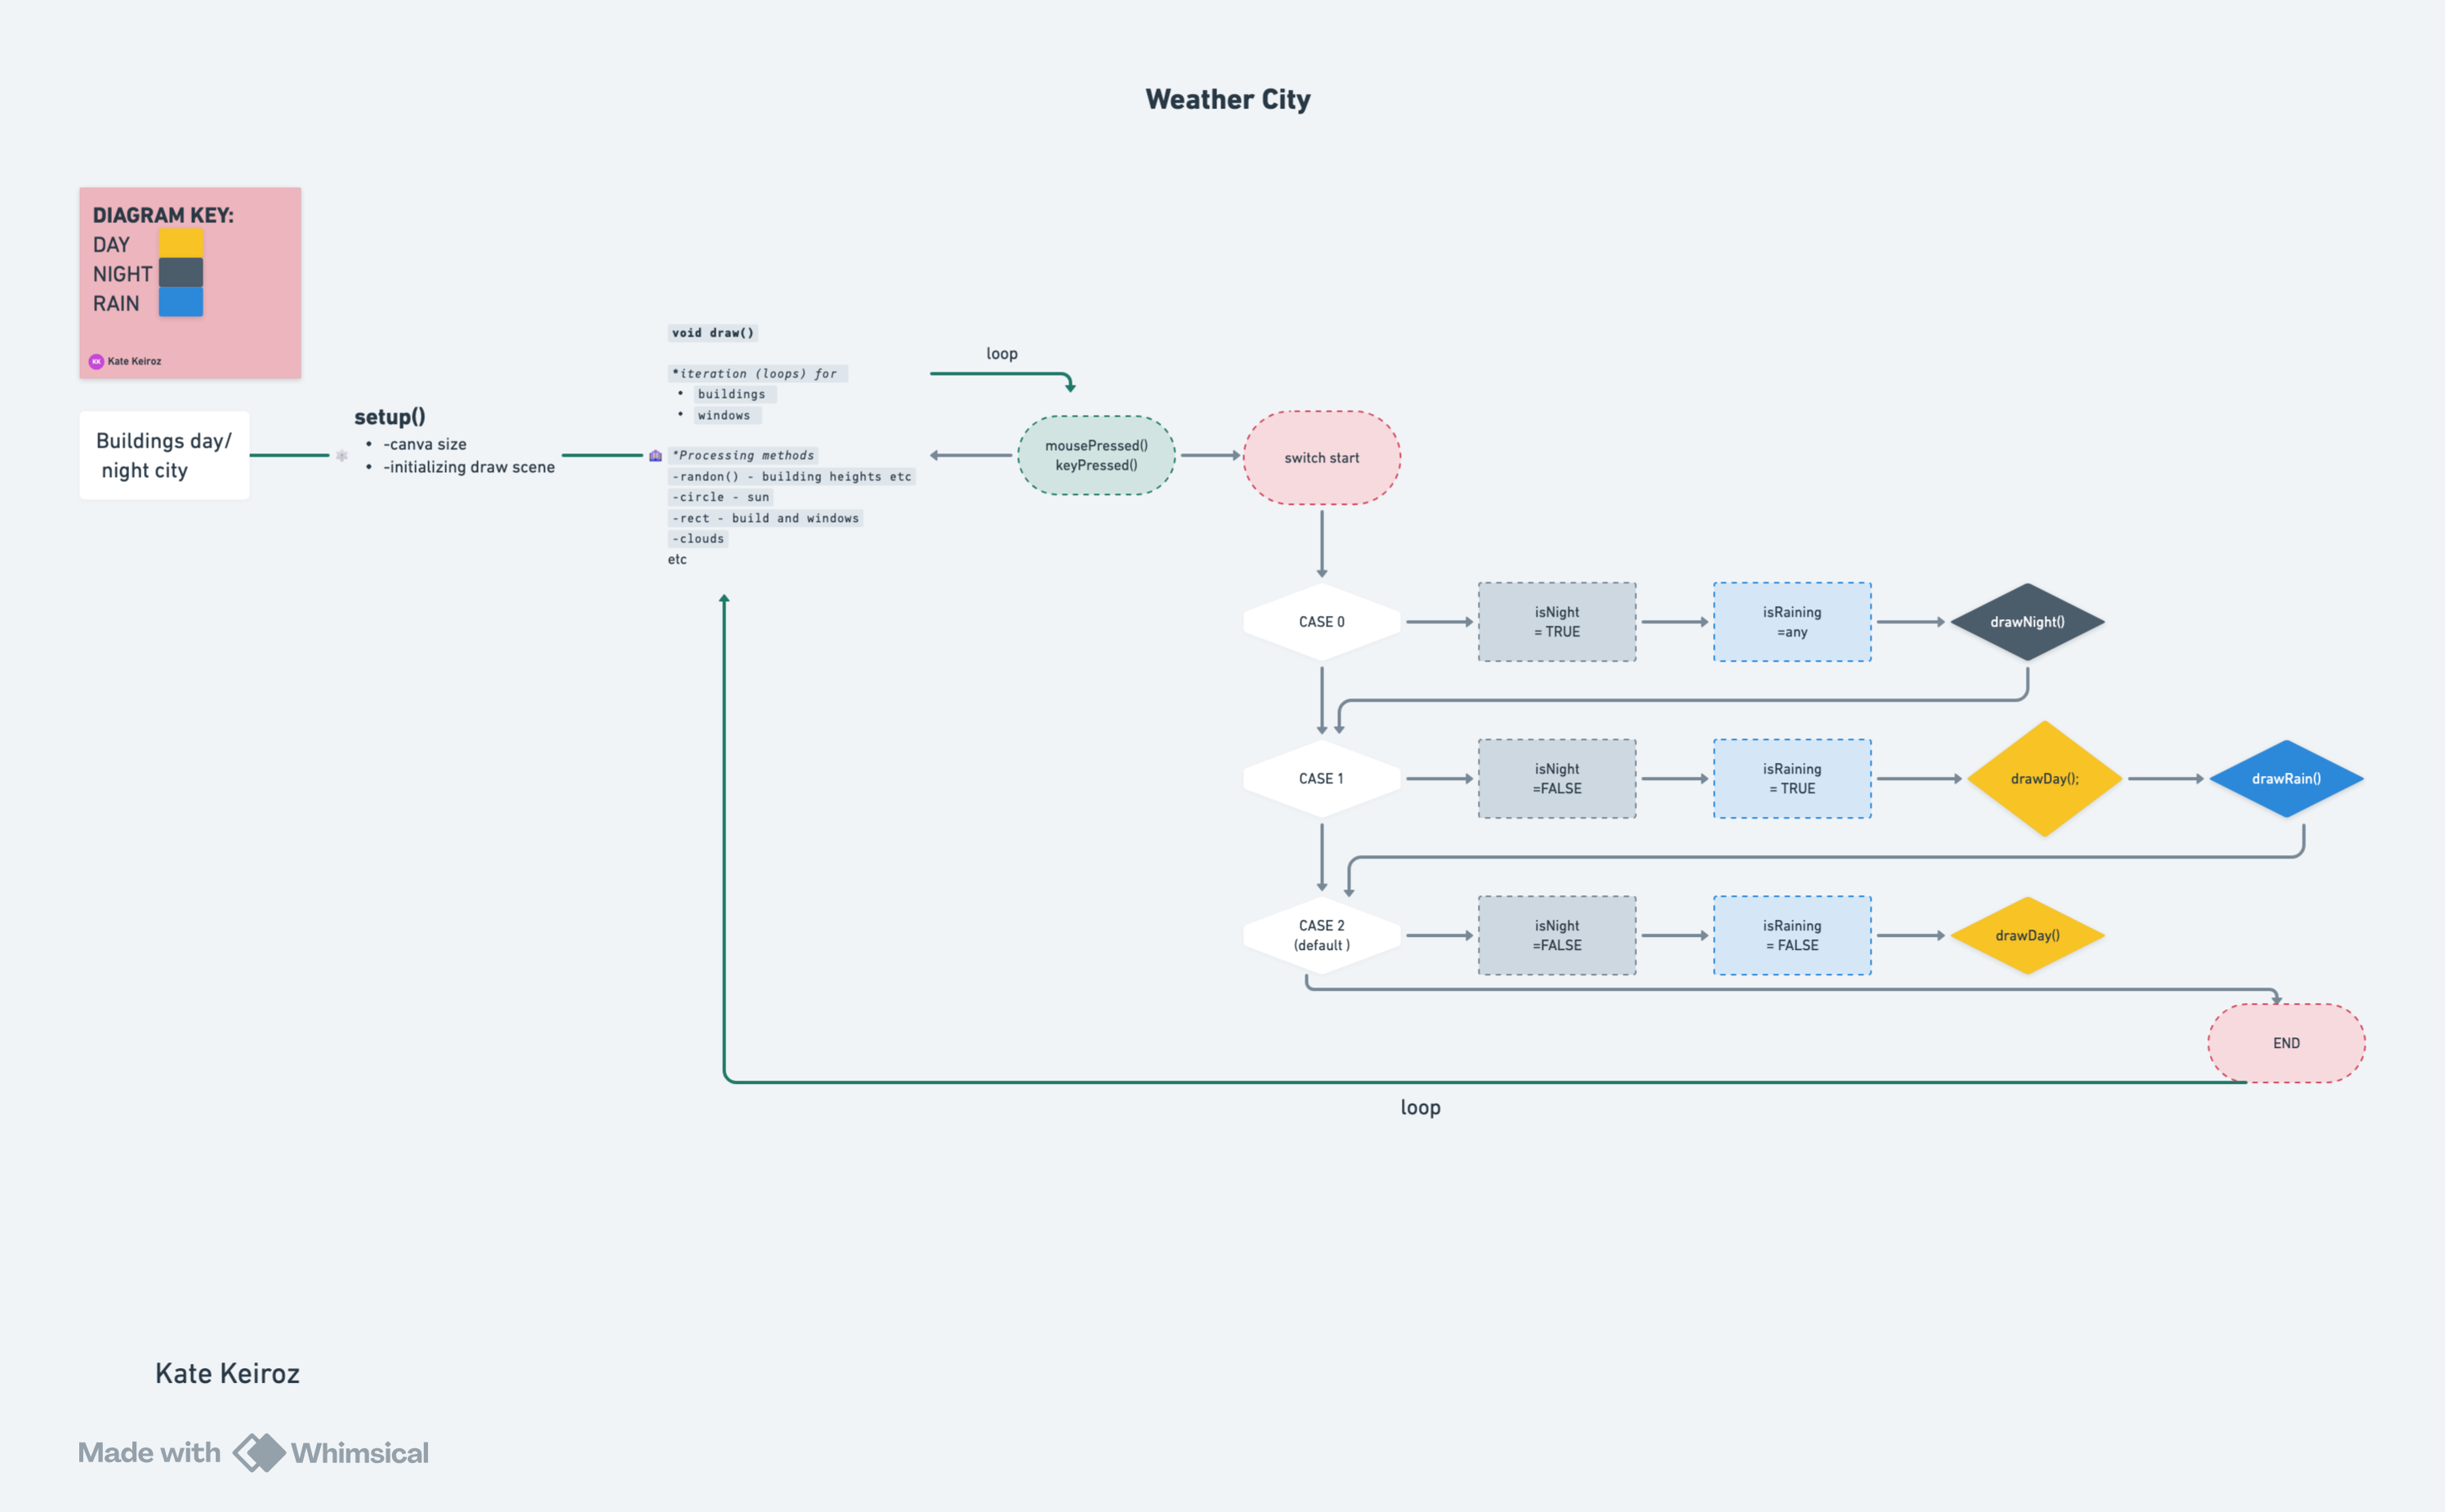 Weather City
DIAGRAM KEY:
DAY
NIGHT
RAIN
KK Kate Keiroz
Buildings day/
night city
setup()
• -canva size
• -initializing draw scene
void draw()
*iteration (loops) for
• buildings
• windows
*Processing methods
-randon() - building heights etc
-circle - sun
-rect - build and windows
-clouds
etc
loop
mousePressed()
keyPressed()
switch start
CASE 0
isNight
= TRUE
isRaining
=any
drawNight()
CASE 1
isNight
=FALSE
isRaining
= TRUE
drawDay();
drawRain()
CASE 2
(default )
isNight
=FALSE
isRaining
= FALSE
drawDay()
END
loop
Kate Keiroz
Made with Whimsical